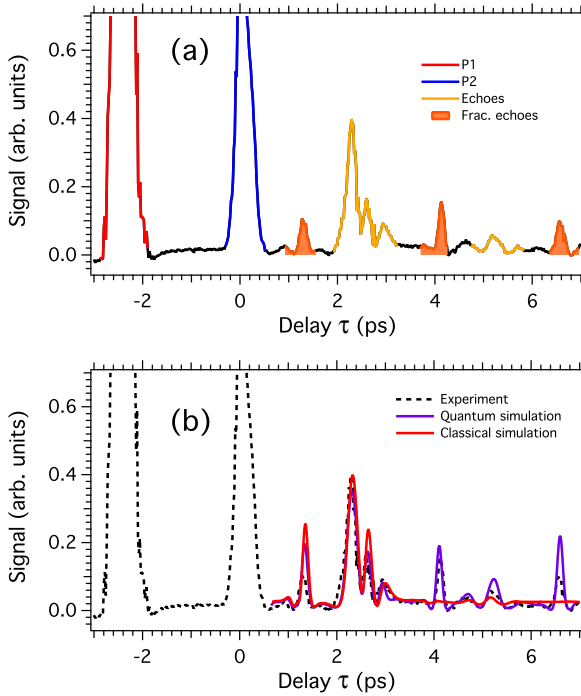 (a)
P1
P2
Echoes
Frac. echoes
Signal (arb. units)
0.6
0.4
0.2
0.0
-2 0 2 4 6
Delay τ (ps)
(b)
Experiment
Quantum simulation
Classical simulation
Signal (arb. units)
0.6
0.4
0.2
0.0
-2 0 2 4 6
Delay τ (ps)